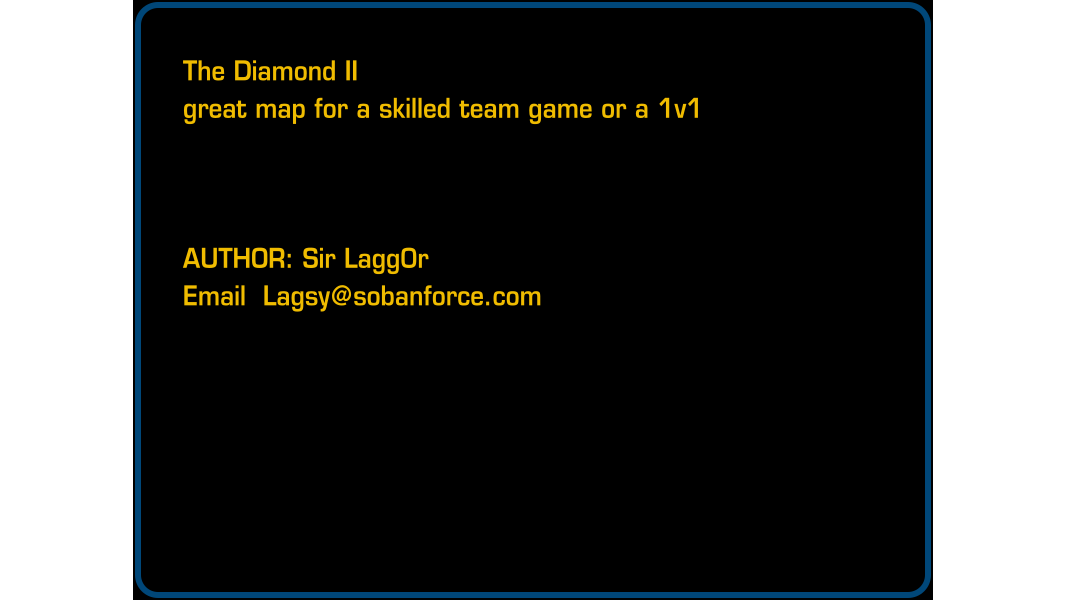 The Diamond II
great map for a skilled team game or a 1v1
AUTHOR: Sir Lagg0r
Email  Lagsy@sobanforce.com